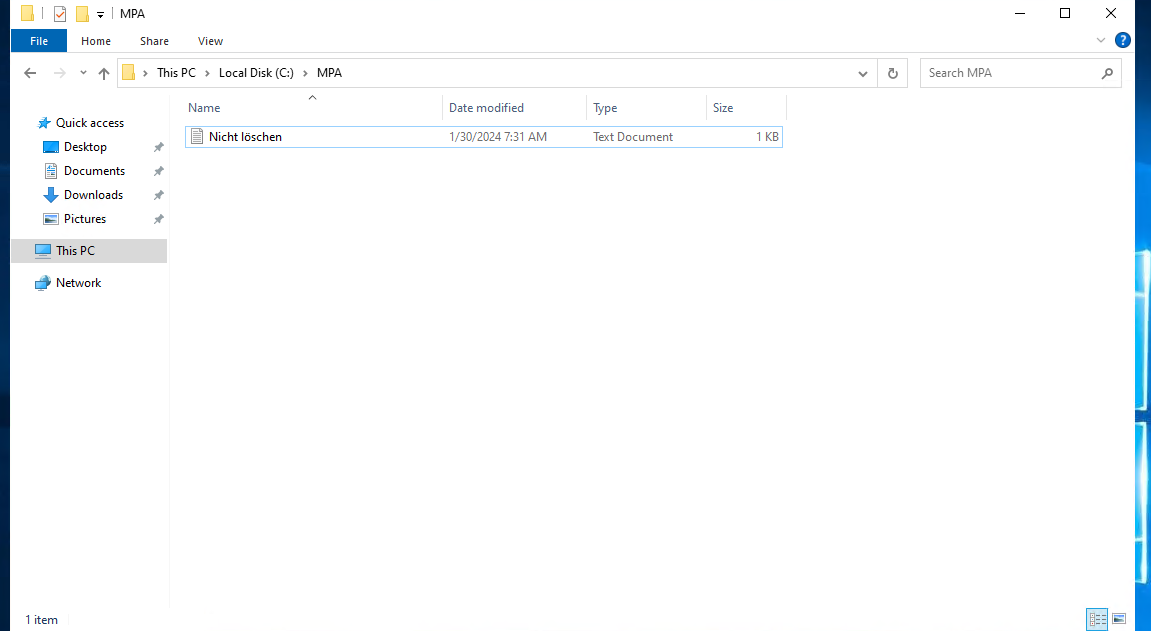 MPA
File Home Share View
This PC Local Disk (C:) MPA Search MPA
Name Date modified Type Size
Nicht löschen 1/30/2024 7:31 AM Text Document 1 KB
Quick access
Desktop
Documents
Downloads
Pictures
This PC
Network
1 item